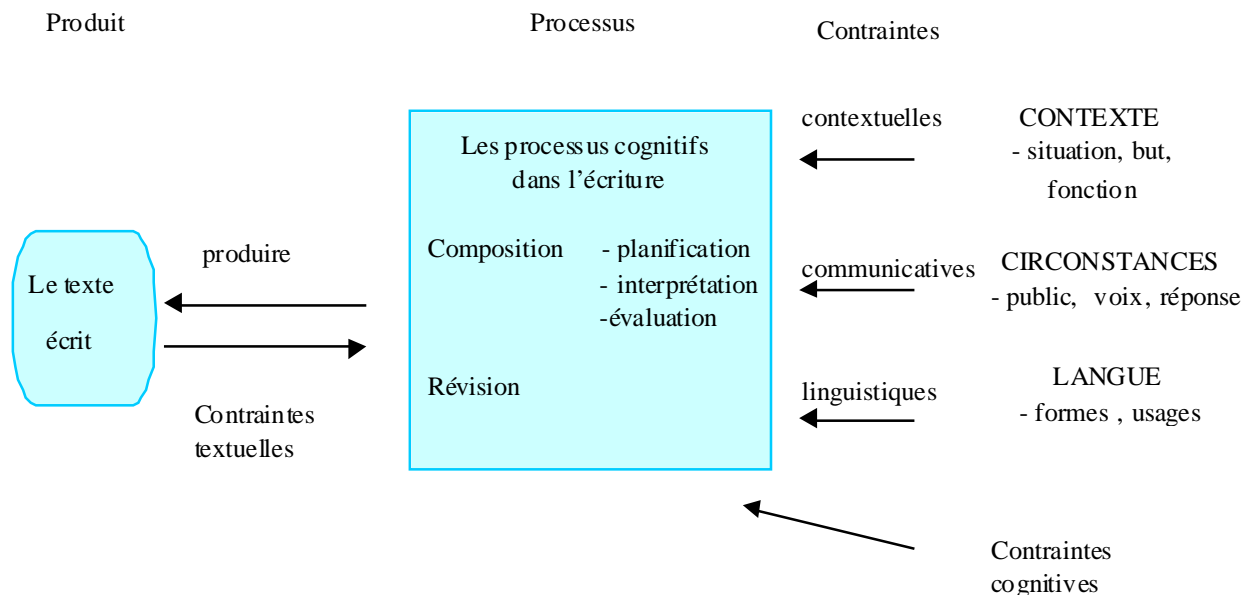 Produit
Processus
Contraintes
Les processus cognitifs
dans l'écriture
Composition - planification
- interprétation
-évaluation
Révision
Le texte
écrit
produire
Contraintes
textuelles
contextuelles
CONTEXTE
- situation, but,
fonction
communicatives
CIRCONSTANCES
- public, voix, réponse
linguistiques
LANGUE
- formes , usages
Contraintes
cognitives